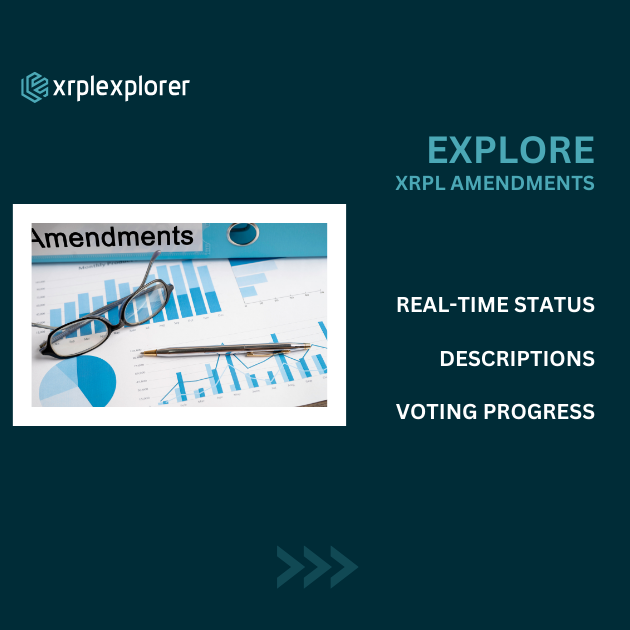 xrplexplorer
EXPLORE
XRPL AMENDMENTS
Amendments
REAL-TIME STATUS
DESCRIPTIONS
VOTING PROGRESS